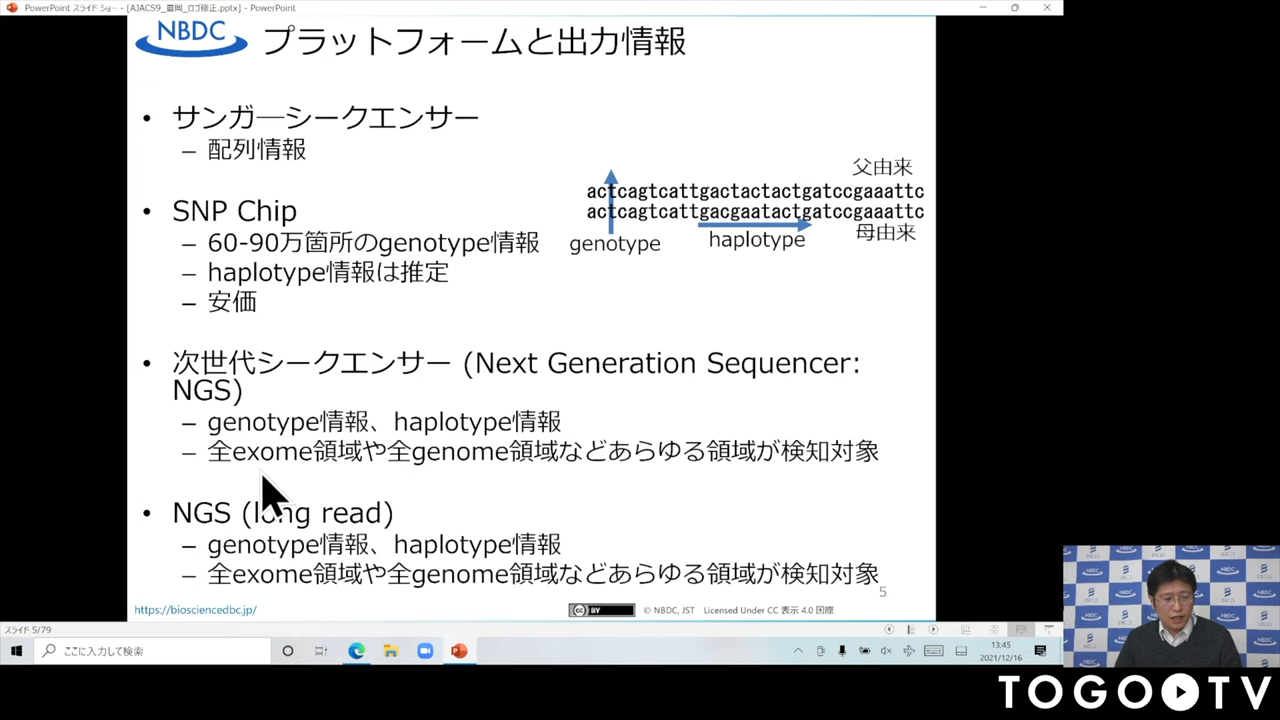 PowerPoint スライド ショー - [AJACS9_豊岡_ロゴ修正.pptx] - PowerPoint
NBDC
プラットフォームと出力情報
• サンガ―シークエンサー
– 配列情報
• SNP Chip
– 60-90万箇所のgenotype情報
– haplotype情報は推定
– 安価
父由来
actcagtcattgactactactgatccgaaattc
actcagtcattgacgaatactgatccgaaattc
母由来
genotype
haplotype
• 次世代シークエンサー (Next Generation Sequencer:
NGS)
– genotype情報、haplotype情報
– 全exome領域や全genome領域などあらゆる領域が検知対象
• NGS (long read)
– genotype情報、haplotype情報
– 全exome領域や全genome領域などあらゆる領域が検知対象
5
https://biosciencedbc.jp/
cc BY
© NBDC, JST Licensed Under CC 表示 4.0 国際
スライド 5/79
ここに入力して検索
13:45
2021/12/16
NBDC
TOGO TV